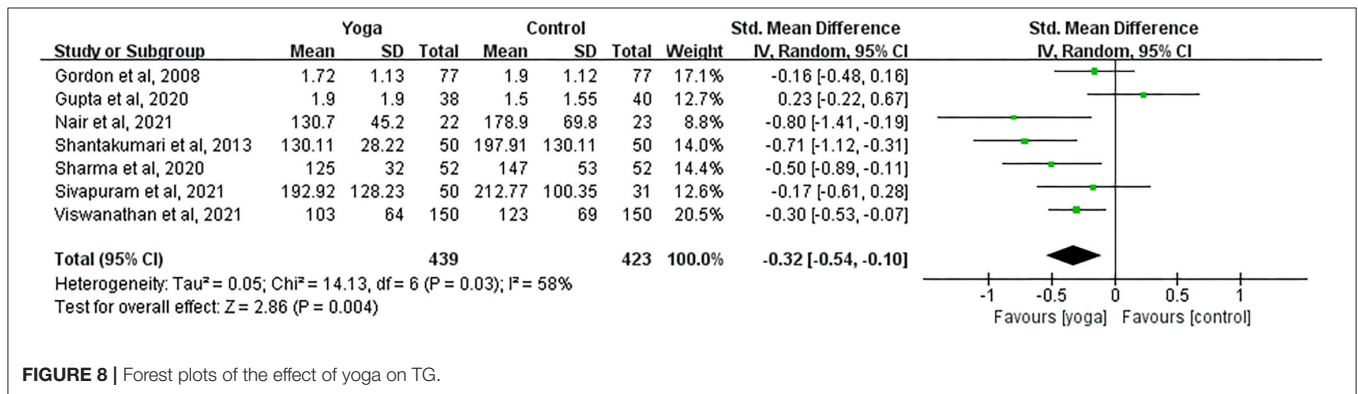 Yoga Control Std. Mean Difference Std. Mean Difference
Study or Subgroup Mean SD Total Mean SD Total Weight IV, Random, 95% CI IV, Random, 95% CI
Gordon et al, 2008 1.72 1.13 77 1.9 1.12 77 17.1% -0.16 [-0.48, 0.16]
Gupta et al, 2020 1.9 1.9 38 1.5 1.55 40 12.7% 0.23 [-0.22, 0.67]
Nair et al, 2021 130.7 45.2 22 178.9 69.8 23 8.8% -0.80 [-1.41, -0.19]
Shantakumari et al, 2013 130.11 28.22 50 197.91 130.11 50 14.0% -0.71 [-1.12, -0.31]
Sharma et al, 2020 125 32 52 147 53 52 14.4% -0.50 [-0.89, -0.11]
Sivapuram et al, 2021 192.92 128.23 50 212.77 100.35 31 12.6% -0.17 [-0.61, 0.28]
Viswanathan et al, 2021 103 64 150 123 69 150 20.5% -0.30 [-0.53, -0.07]
Total (95% CI) 439 423 100.0% -0.32 [-0.54, -0.10]
Heterogeneity: Tau² = 0.05; Chi² = 14.13, df = 6 (P = 0.03); I² = 58%
Test for overall effect: Z = 2.86 (P = 0.004)
-1 -0.5 0 0.5 1
Favours [yoga] Favours [control]
FIGURE 8 | Forest plots of the effect of yoga on TG.